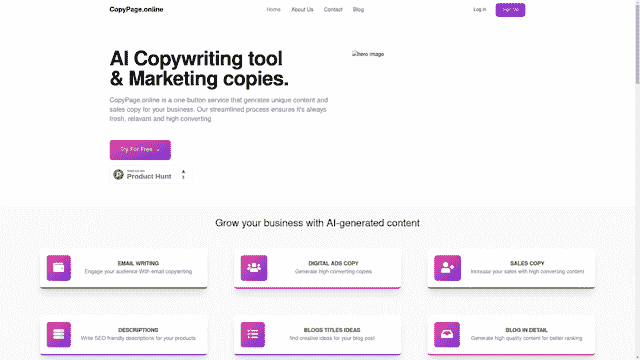 CopyPage.online
Home About Us Contact Blog
Log in Sign Up
AI Copywriting tool
& Marketing copies.
CopyPage.online is a one button service that genrates unique content and
sales copy for your business. Our streamlined process ensures it's always
fresh, relavant and high converting
Try For Free
hero image
Product Hunt
Grow your business with AI-generated content
EMAIL WRITING
Engage your audience With email copywriting
DIGITAL ADS COPY
Generate high converting copies
SALES COPY
Increase your sales with high converting content
DESCRIPTIONS
Write SEO friendly descriptions for your products
BLOGS TITLES IDEAS
find creative ideas for your blog post
BLOG IN DETAIL
Generate high quality content for better ranking